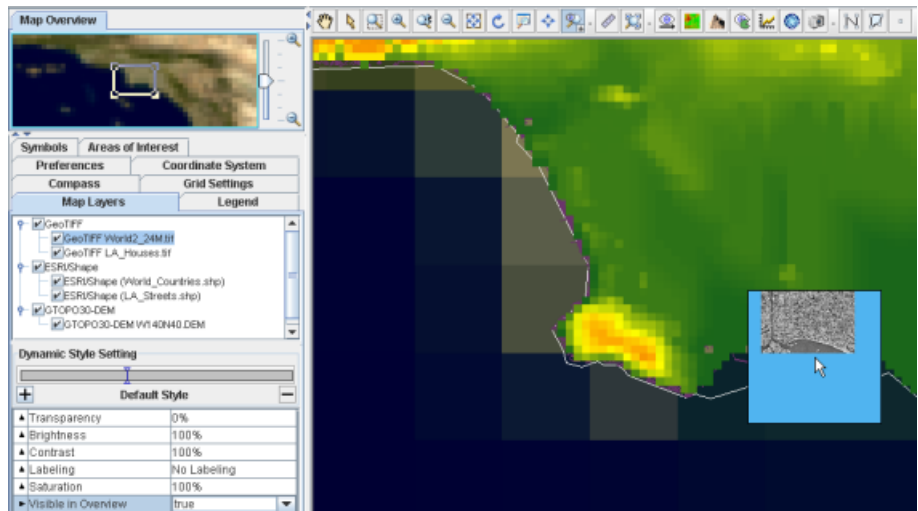 Map Overview
Symbols Areas of Interest
Preferences Coordinate System
Compass Grid Settings
Map Layers Legend
GeoTIFF
GeoTIFF World2_24M.tif
GeoTIFF LA_Houses.tif
ESRI/Shape
ESRI/Shape (World_Countries.shp)
ESRI/Shape (LA_Streets.shp)
GTOPO30-DEM
GTOPO30-DEM W140N40.DEM
Dynamic Style Setting
Default Style
Transparency 0%
Brightness 100%
Contrast 100%
Labeling No Labeling
Saturation 100%
Visible in Overview true